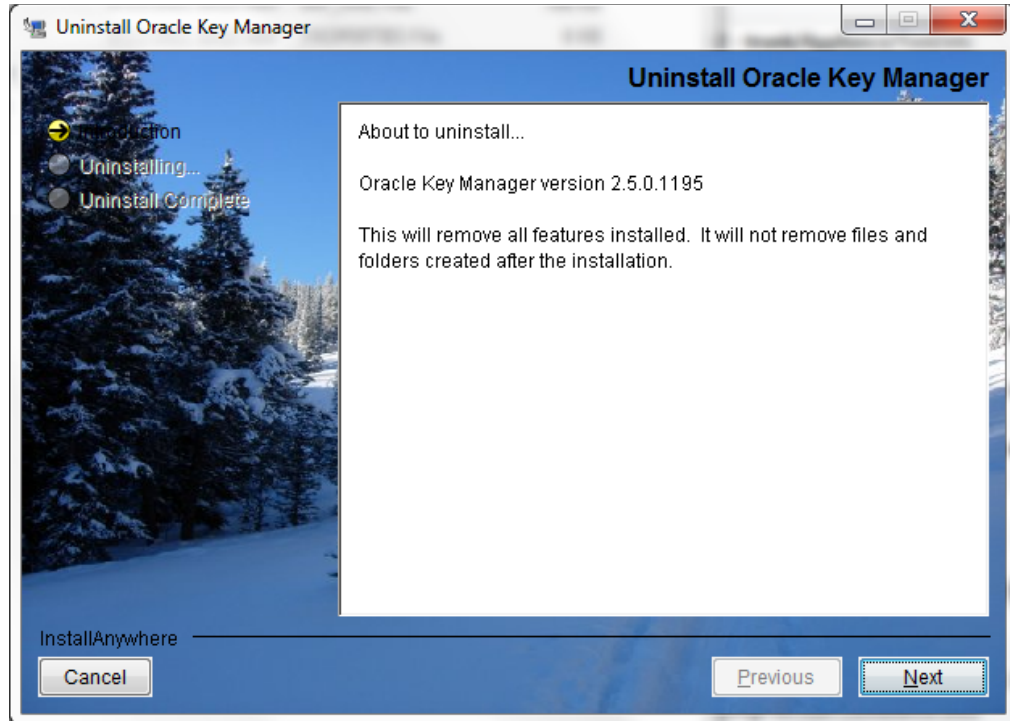 Uninstall Oracle Key Manager
Uninstall Oracle Key Manager
Introduction
Uninstalling...
Uninstall Complete
About to uninstall...
Oracle Key Manager version 2.5.0.1195
This will remove all features installed. It will not remove files and
folders created after the installation.
InstallAnywhere
Cancel
Previous
Next